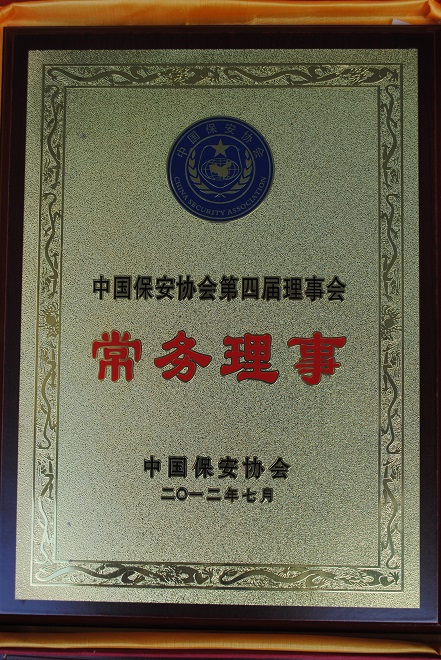 中国保安协会
CHINA SECURITY ASSOCIATION
中国保安协会第四届理事会
常务理事
中国保安协会
二〇一二年七月